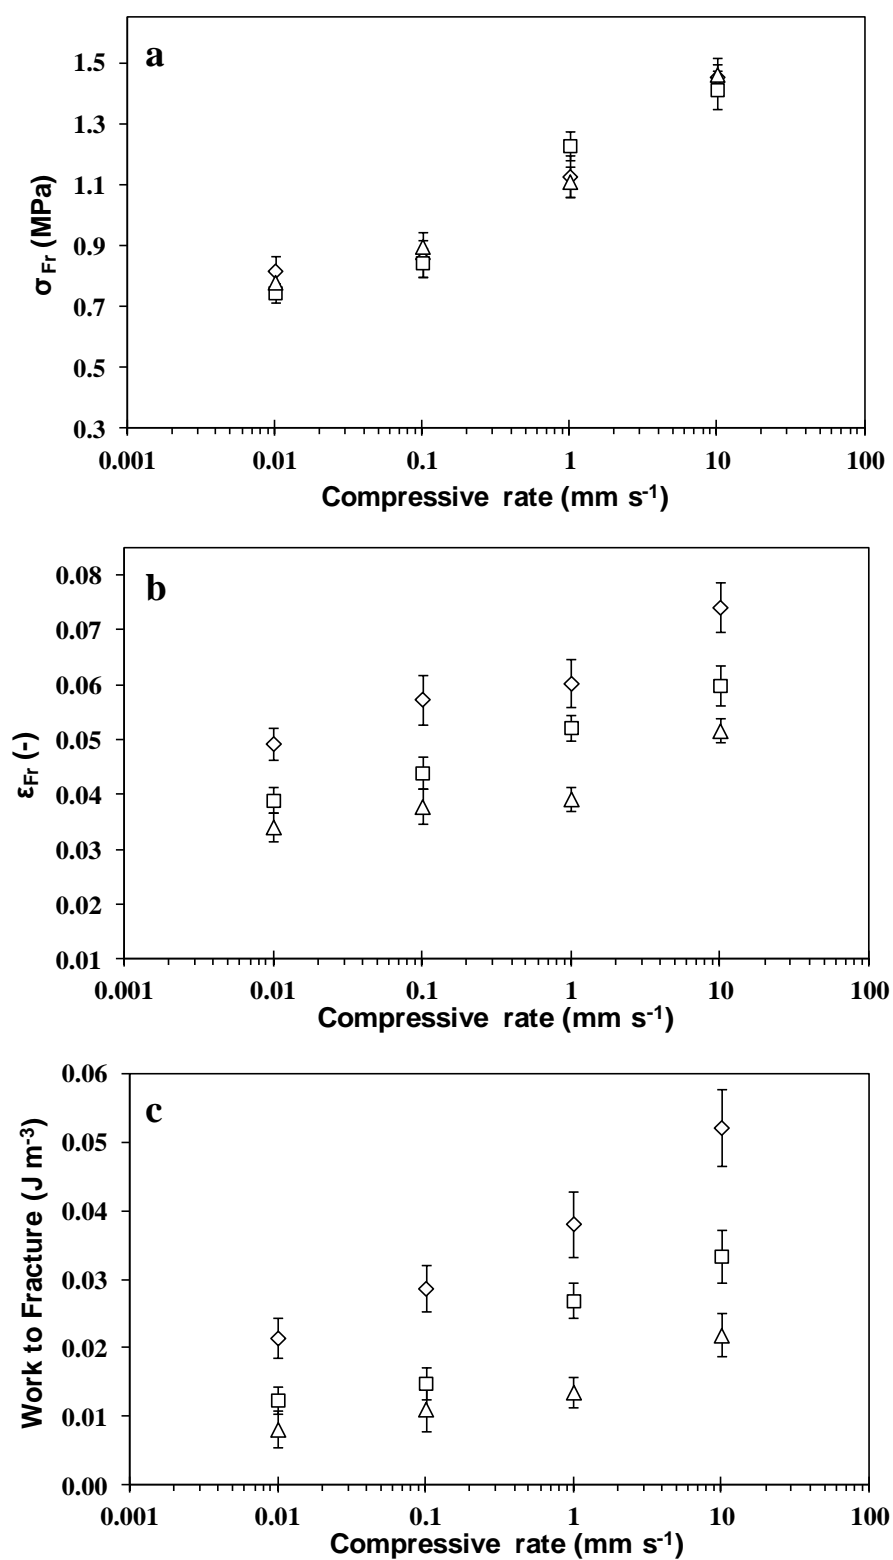 a
1.5
1.3
1.1
0.9
0.7
0.5
0.3
σFr (MPa)
0.001 0.01 0.1 1 10 100
Compressive rate (mm s-1)
b
0.08
0.07
0.06
0.05
0.04
0.03
0.02
0.01
εFr (-)
0.001 0.01 0.1 1 10 100
Compressive rate (mm s-1)
c
0.06
0.05
0.04
0.03
0.02
0.01
0.00
Work to Fracture (J m-3)
0.001 0.01 0.1 1 10 100
Compressive rate (mm s-1)